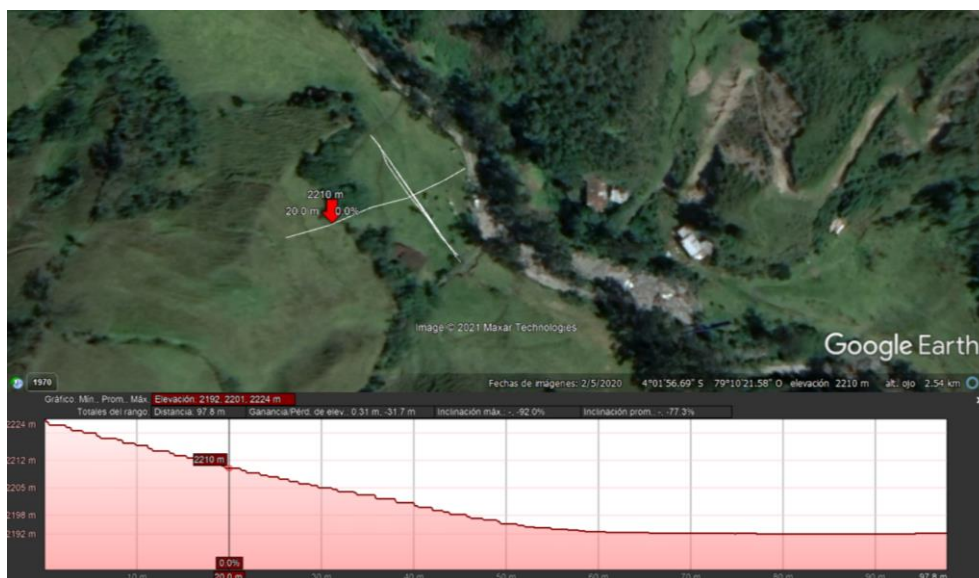 2210 m
20.0 m 0.0%
Image © 2021 Maxar Technologies
Google Earth
1970
Fechas de imágenes: 2/5/2020 4°01'56.69" S 79°10'21.58" O elevación 2210 m alt. ojo 2.54 km
Gráfico: Mín., Prom., Máx. Elevación: 2192, 2201, 2224 m
Totales del rango: Distancia: 97.8 m Ganancia/Pérd. de elev.: 0.31 m, -31.7 m Inclinación máx.: -, -92.0% Inclinación prom.: -, -77.3%
2224 m
2212 m
2210 m
2205 m
2198 m
2192 m
0.0%
10 m 20.0 m 30 m 40 m 50 m 60 m 70 m 80 m 90 m 97.8 m